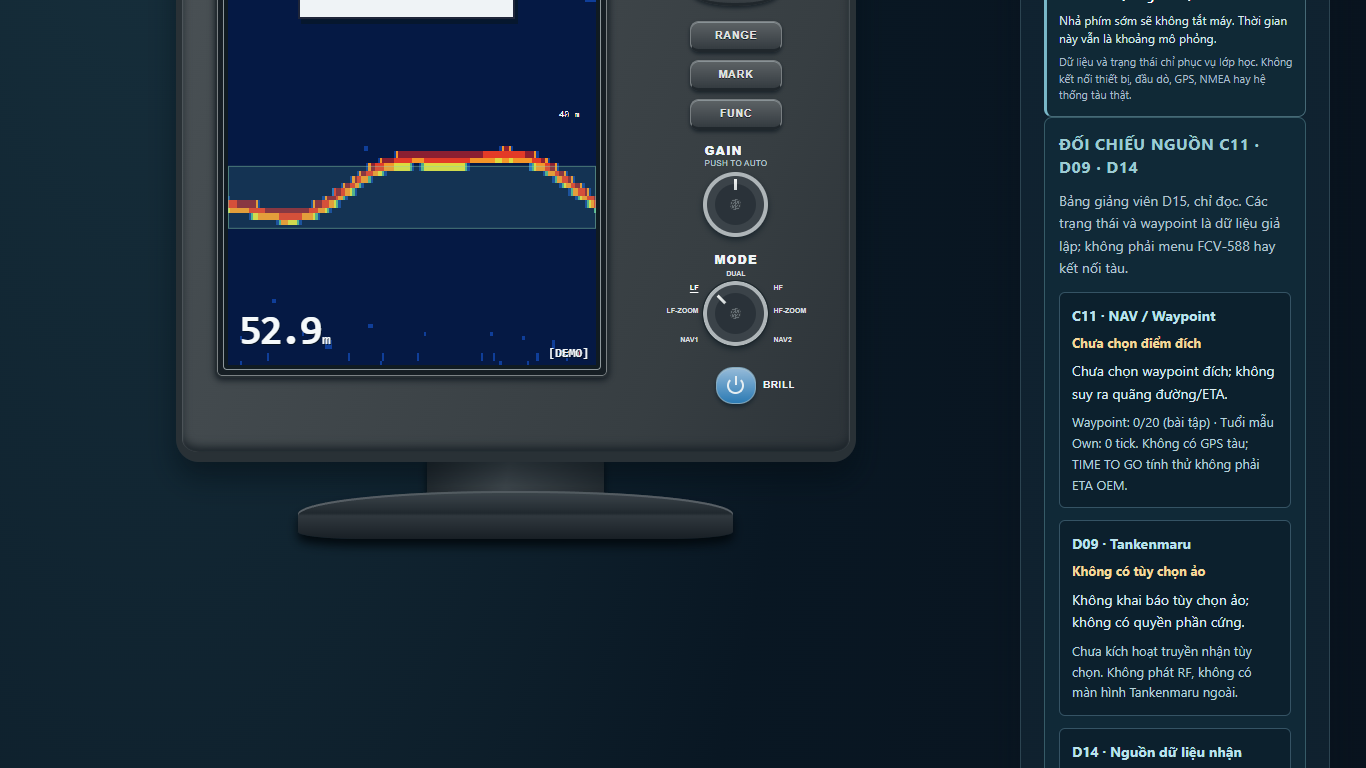 RANGE
MARK
FUNC
40 m
GAIN
PUSH TO AUTO
MODE
DUAL
LF
HF
LF-ZOOM
HF-ZOOM
NAV1
NAV2
52.9m
[DEMO]
BRILL
Nhả phím sớm sẽ không tắt máy. Thời gian
này vẫn là khoảng mô phỏng.
Dữ liệu và trạng thái chỉ phục vụ lớp học. Không
kết nối thiết bị, đầu dò, GPS, NMEA hay hệ
thống tàu thật.
ĐỐI CHIẾU NGUỒN C11 ·
D09 · D14
Bảng giảng viên D15, chỉ đọc. Các
trạng thái và waypoint là dữ liệu giả
lập; không phải menu FCV-588 hay
kết nối tàu.
C11 · NAV / Waypoint
Chưa chọn điểm đích
Chưa chọn waypoint đích; không
suy ra quãng đường/ETA.
Waypoint: 0/20 (bài tập) · Tuổi mẫu
Own: 0 tick. Không có GPS tàu;
TIME TO GO tính thử không phải
ETA OEM.
D09 · Tankenmaru
Không có tùy chọn ảo
Không khai báo tùy chọn ảo;
không có quyền phần cứng.
Chưa kích hoạt truyền nhận tùy
chọn. Không phát RF, không có
màn hình Tankenmaru ngoài.
D14 · Nguồn dữ liệu nhận